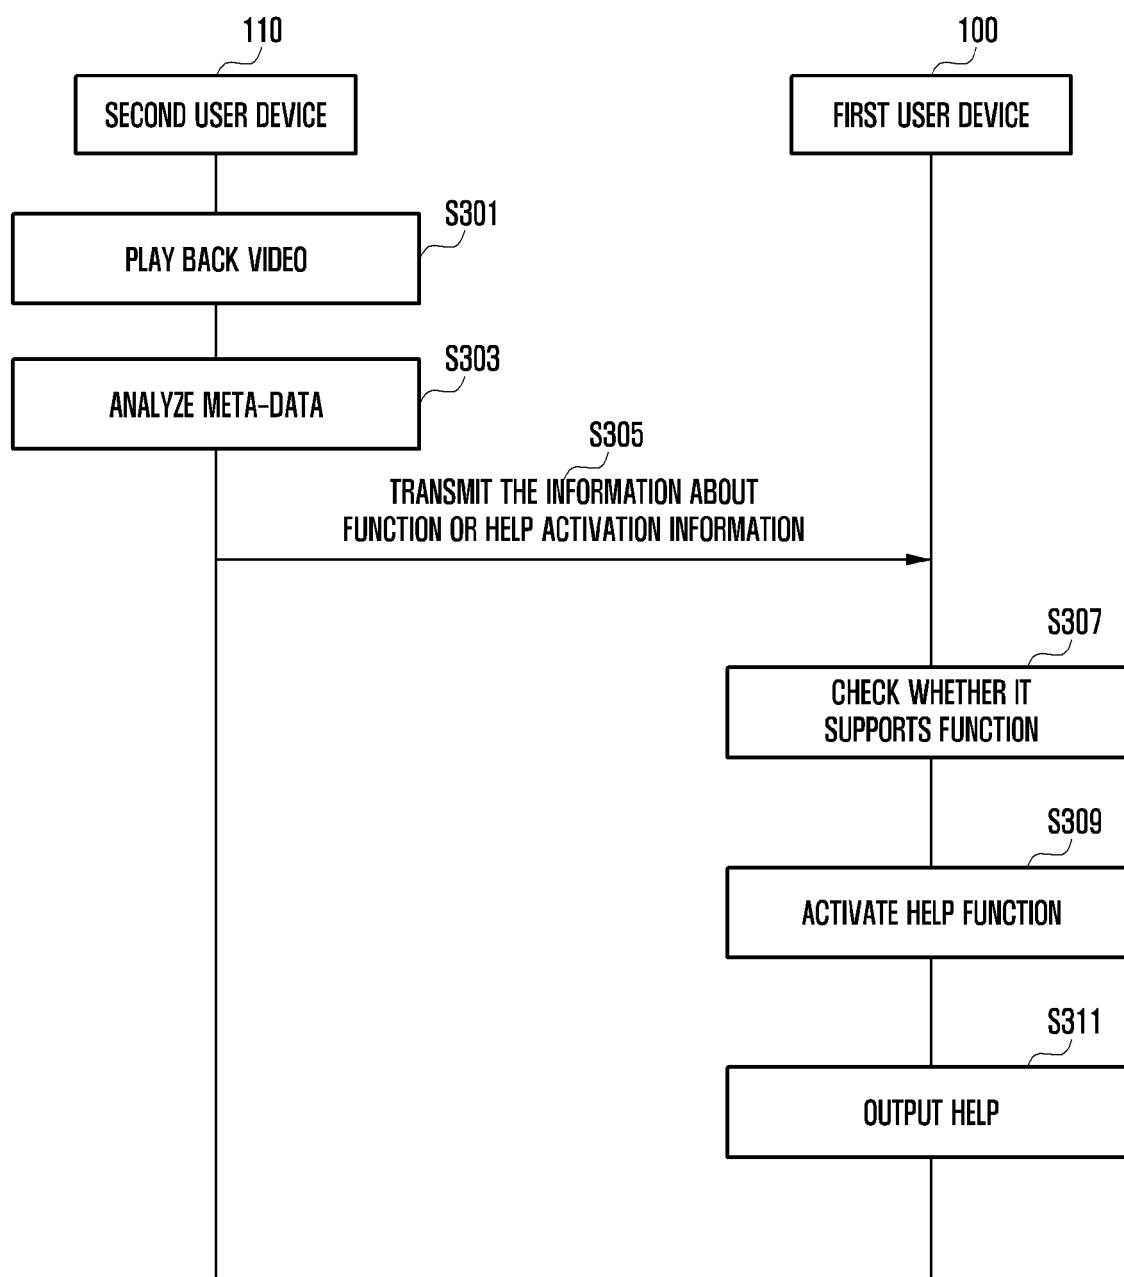 110
100
SECOND USER DEVICE
FIRST USER DEVICE
S301
PLAY BACK VIDEO
S303
ANALYZE META-DATA
S305
TRANSMIT THE INFORMATION ABOUT
FUNCTION OR HELP ACTIVATION INFORMATION
S307
CHECK WHETHER IT
SUPPORTS FUNCTION
S309
ACTIVATE HELP FUNCTION
S311
OUTPUT HELP